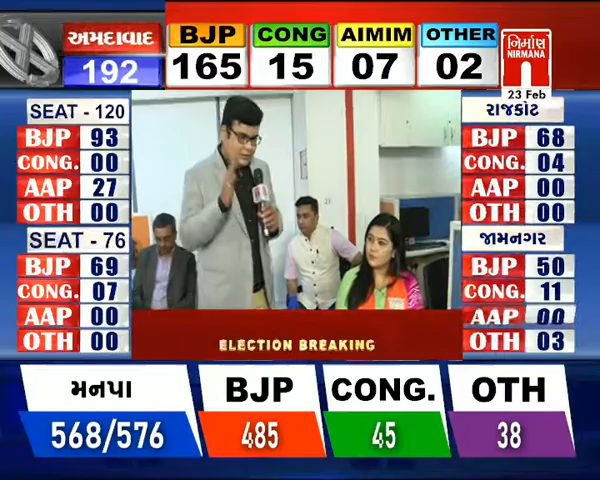 અમદાવાદ
192
BJP CONG AIMIM OTHER
165 15 07 02
નિર્માણ
NIRMANA
23 Feb
SEAT - 120
BJP 93
CONG. 00
AAP 27
OTH 00
SEAT - 76
BJP 69
CONG. 07
AAP 00
OTH 00
રાજકોટ
BJP 68
CONG. 04
AAP 00
OTH 00
જામનગર
BJP 50
CONG. 11
AAP 00
OTH 03
ELECTION BREAKING
મનપા BJP CONG. OTH
568/576 485 45 38